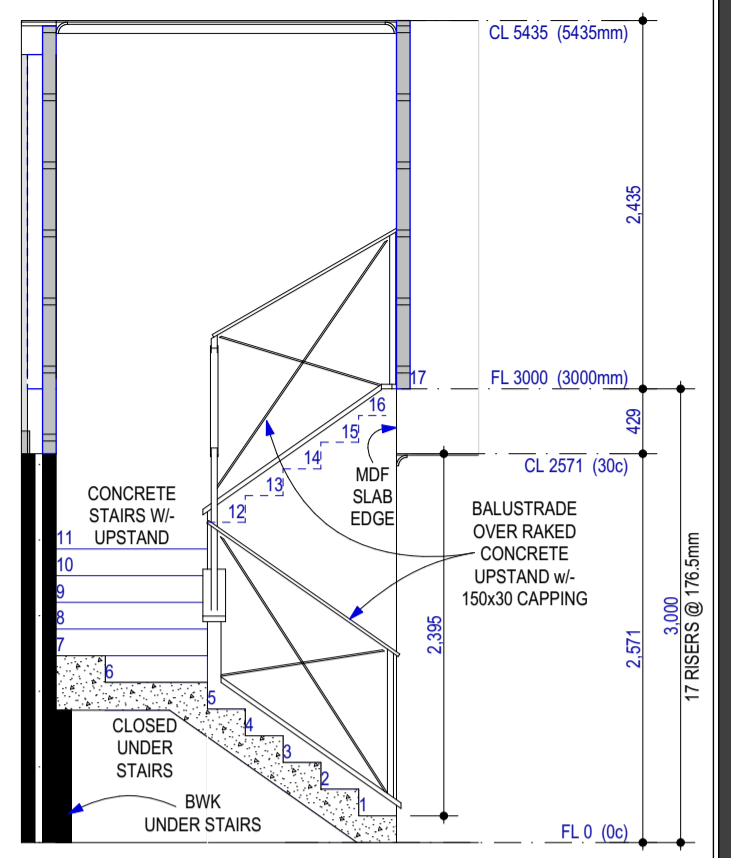 CL 5435 (5435mm)
2,435
17
FL 3000 (3000mm)
16
429
15
14
MDF
SLAB
EDGE
CL 2571 (30c)
13
12
CONCRETE
STAIRS W/-
UPSTAND
BALUSTRADE
OVER RAKED
CONCRETE
UPSTAND w/-
150x30 CAPPING
11
10
9
8
7
6
5
4
3
2
1
2,395
2,571
3,000
17 RISERS @ 176.5mm
CLOSED
UNDER
STAIRS
BWK
UNDER STAIRS
FL 0 (0c)